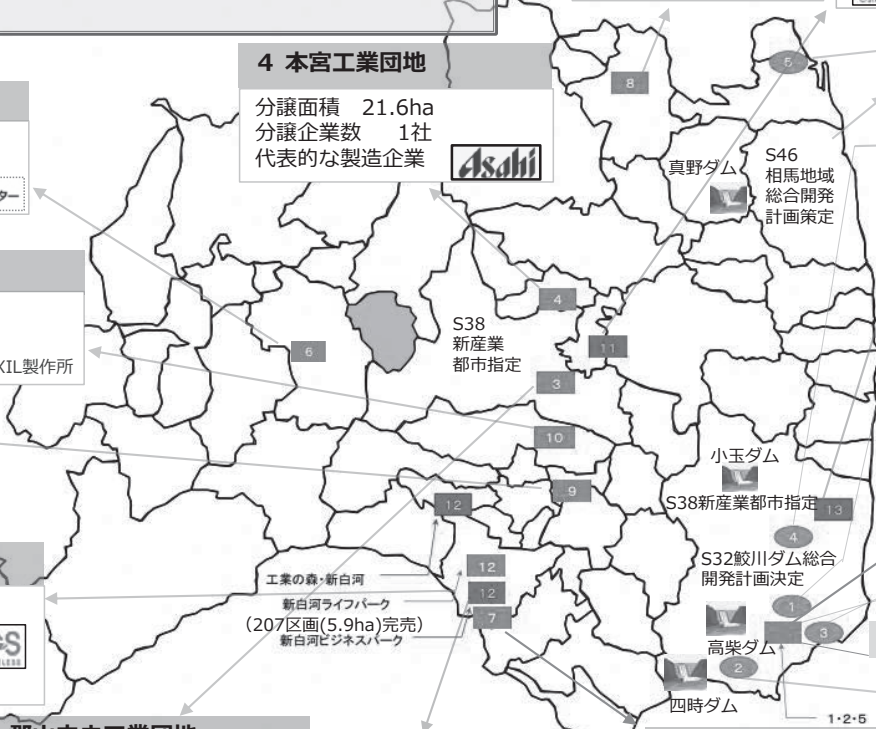 4 本宮工業団地
分譲面積 21.6ha
分譲企業数 1社
代表的な製造企業
Asahi
8
5
真野ダム
S46
相馬地域
総合開発
計画策定
ター
XIL製作所
S38
新産業
都市指定
4
11
6
3
10
9
小玉ダム
S38新産業都市指定
13
12
4
S32鮫川ダム総合
開発計画決定
工業の森・新白河
12
新白河ライフパーク
12
(207区画(5.9ha)完売)
7
新白河ビジネスパーク
1
3
高柴ダム
2
四時ダム
1・2・5